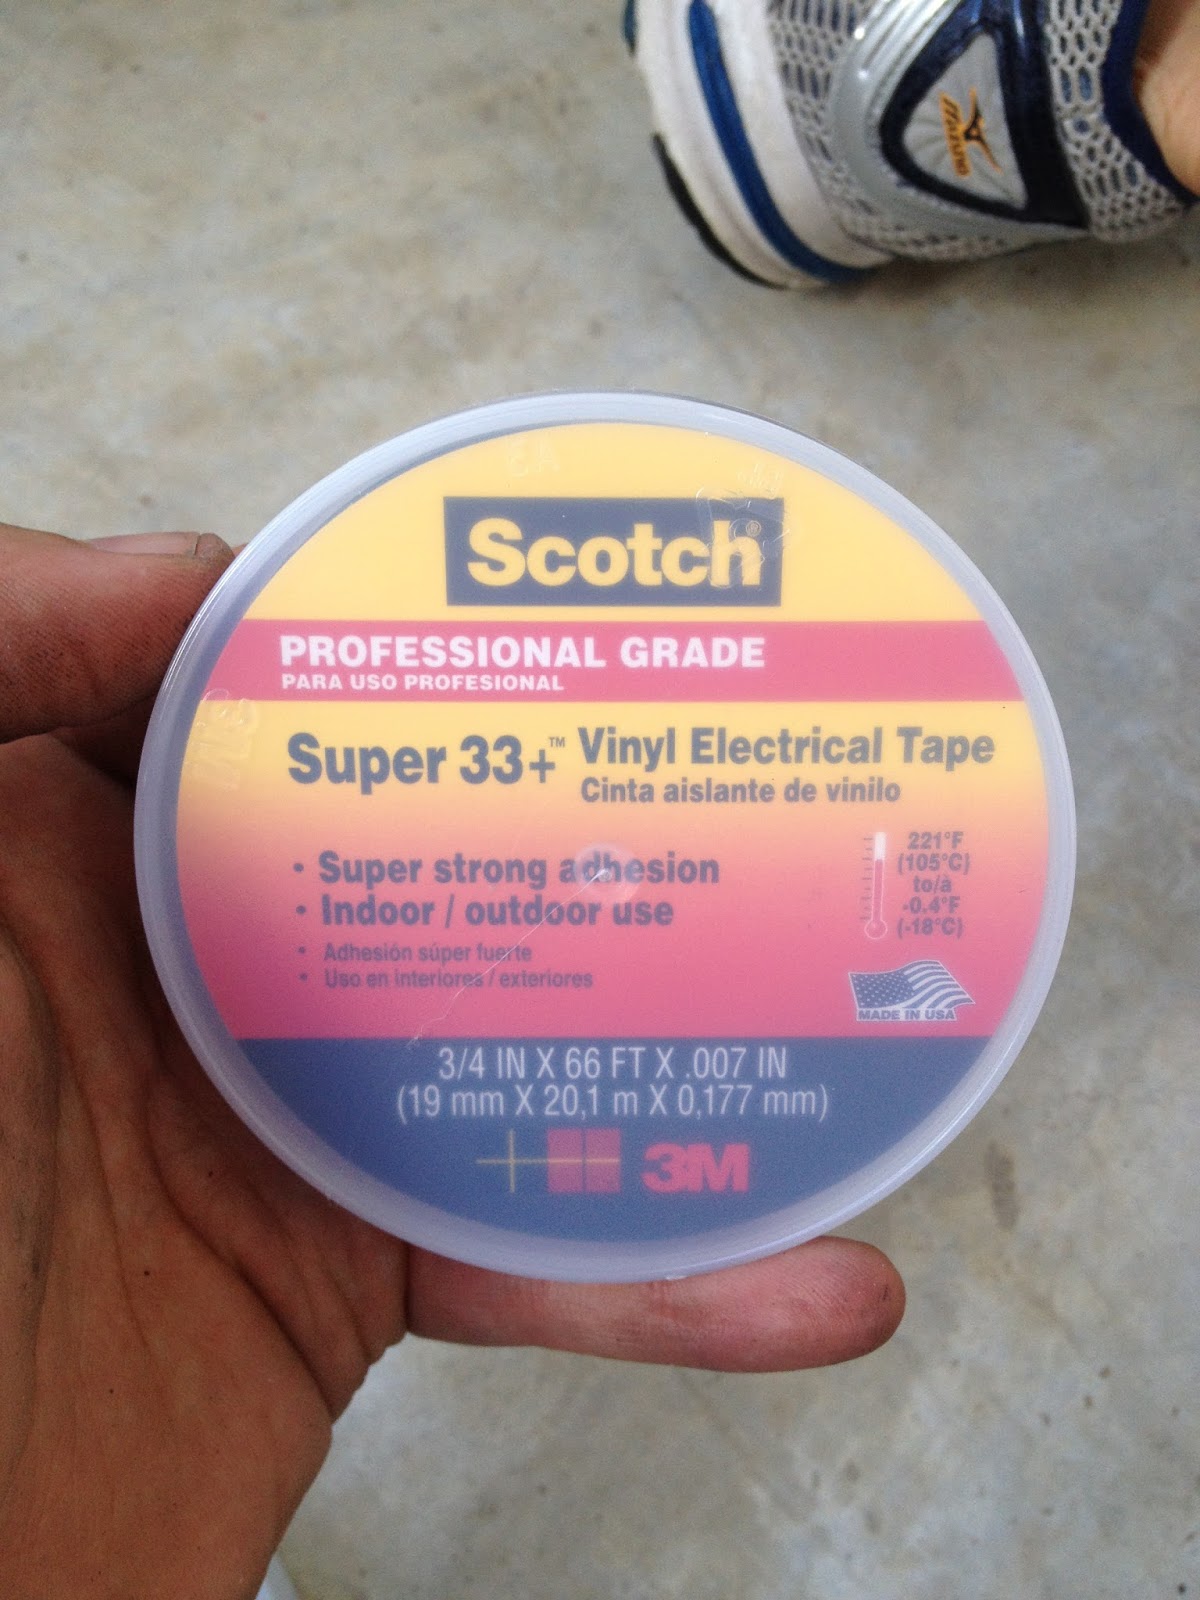 MIZUNO
Scotch®
PROFESSIONAL GRADE
PARA USO PROFESIONAL
Super 33+™ Vinyl Electrical Tape
Cinta aislante de vinilo
• Super strong adhesion
• Indoor / outdoor use
• Adhesión súper fuerte
• Uso en interiores / exteriores
221°F
(105°C)
to/à
-0.4°F
(-18°C)
MADE IN USA
3/4 IN X 66 FT X .007 IN
(19 mm X 20,1 m X 0,177 mm)
3M